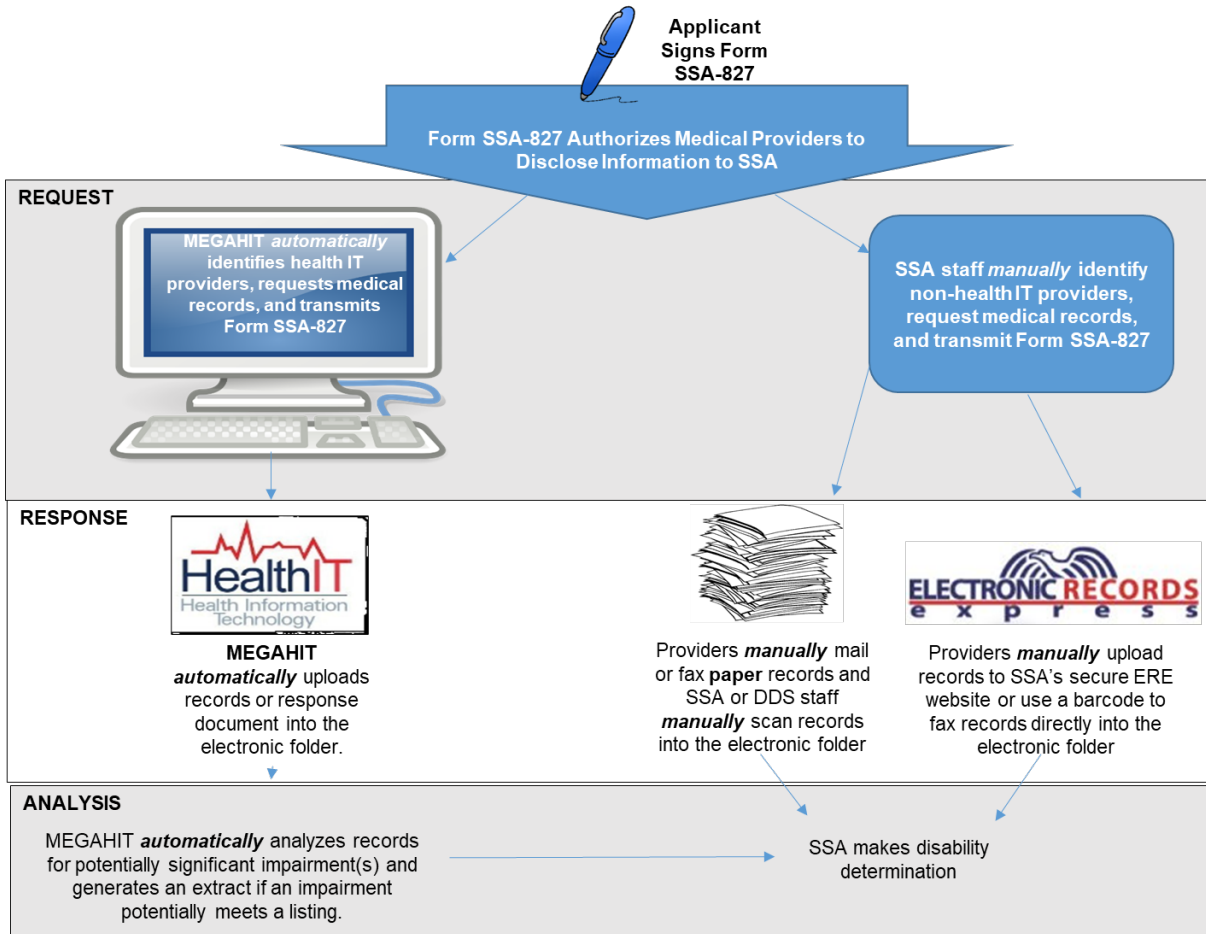 Applicant
Signs Form
SSA-827
Form SSA-827 Authorizes Medical Providers to
Disclose Information to SSA
REQUEST
MEGAHIT automatically
identifies health IT
providers, requests medical
records, and transmits
Form SSA-827
SSA staff manually identify
non-health IT providers,
request medical records,
and transmit Form SSA-827
RESPONSE
HealthIT
Health Information
Technology
MEGAHIT
automatically uploads
records or response
document into the
electronic folder.
Providers manually mail
or fax paper records and
SSA or DDS staff
manually scan records
into the electronic folder
ELECTRONIC RECORDS
express
Providers manually upload
records to SSA's secure ERE
website or use a barcode to
fax records directly into the
electronic folder
ANALYSIS
MEGAHIT automatically analyzes records
for potentially significant impairment(s) and
generates an extract if an impairment
potentially meets a listing.
SSA makes disability
determination